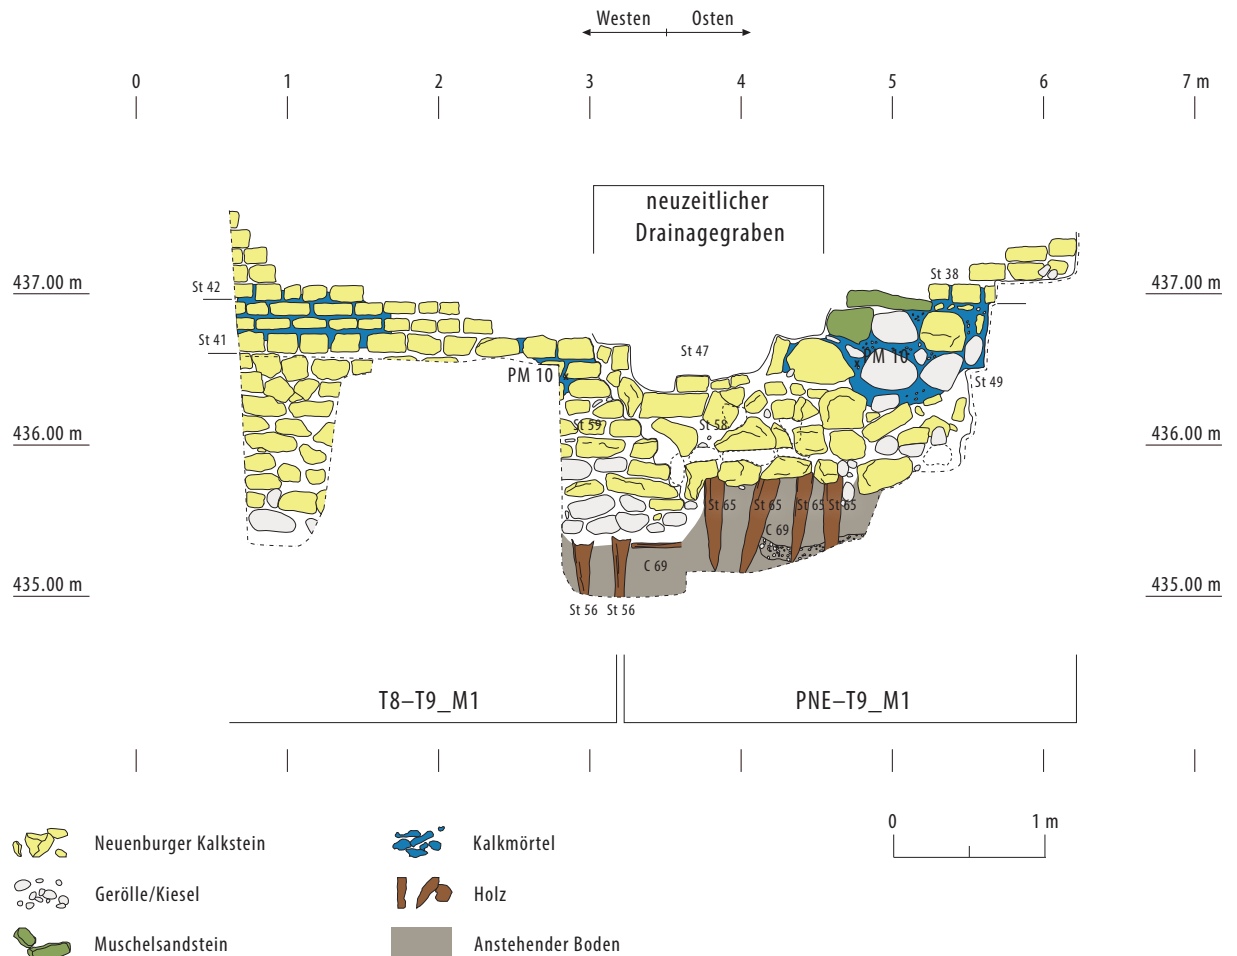 Westen Osten
0 1 2 3 4 5 6 7 m
neuzeitlicher
Drainagegraben
St 38
437.00 m St 42 437.00 m
St 41 St 47
PM 10 PM 10
St 49
St 59 St 58
436.00 m 436.00 m
St 65 St 65 St 65 St 65
C 69
C 69
435.00 m 435.00 m
St 56 St 56
T8–T9_M1 PNE–T9_M1
0 1 m
Neuenburger Kalkstein Kalkmörtel
Gerölle/Kiesel Holz
Muschelsandstein Anstehender Boden